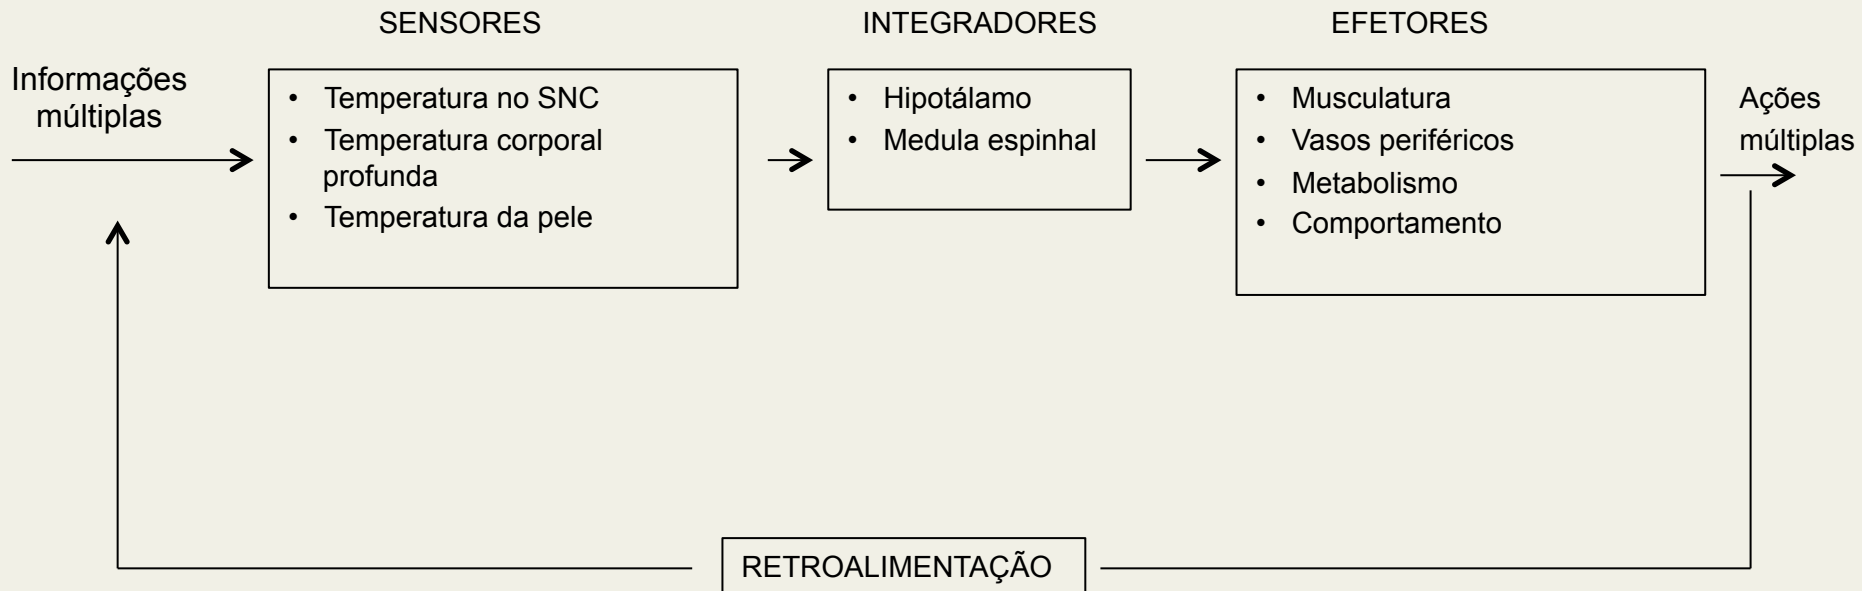 SENSORES
INTEGRADORES
EFETORES
Informações
múltiplas
• Temperatura no SNC
• Temperatura corporal
profunda
• Temperatura da pele
• Hipotálamo
• Medula espinhal
• Musculatura
• Vasos periféricos
• Metabolismo
• Comportamento
Ações
múltiplas
RETROALIMENTAÇÃO